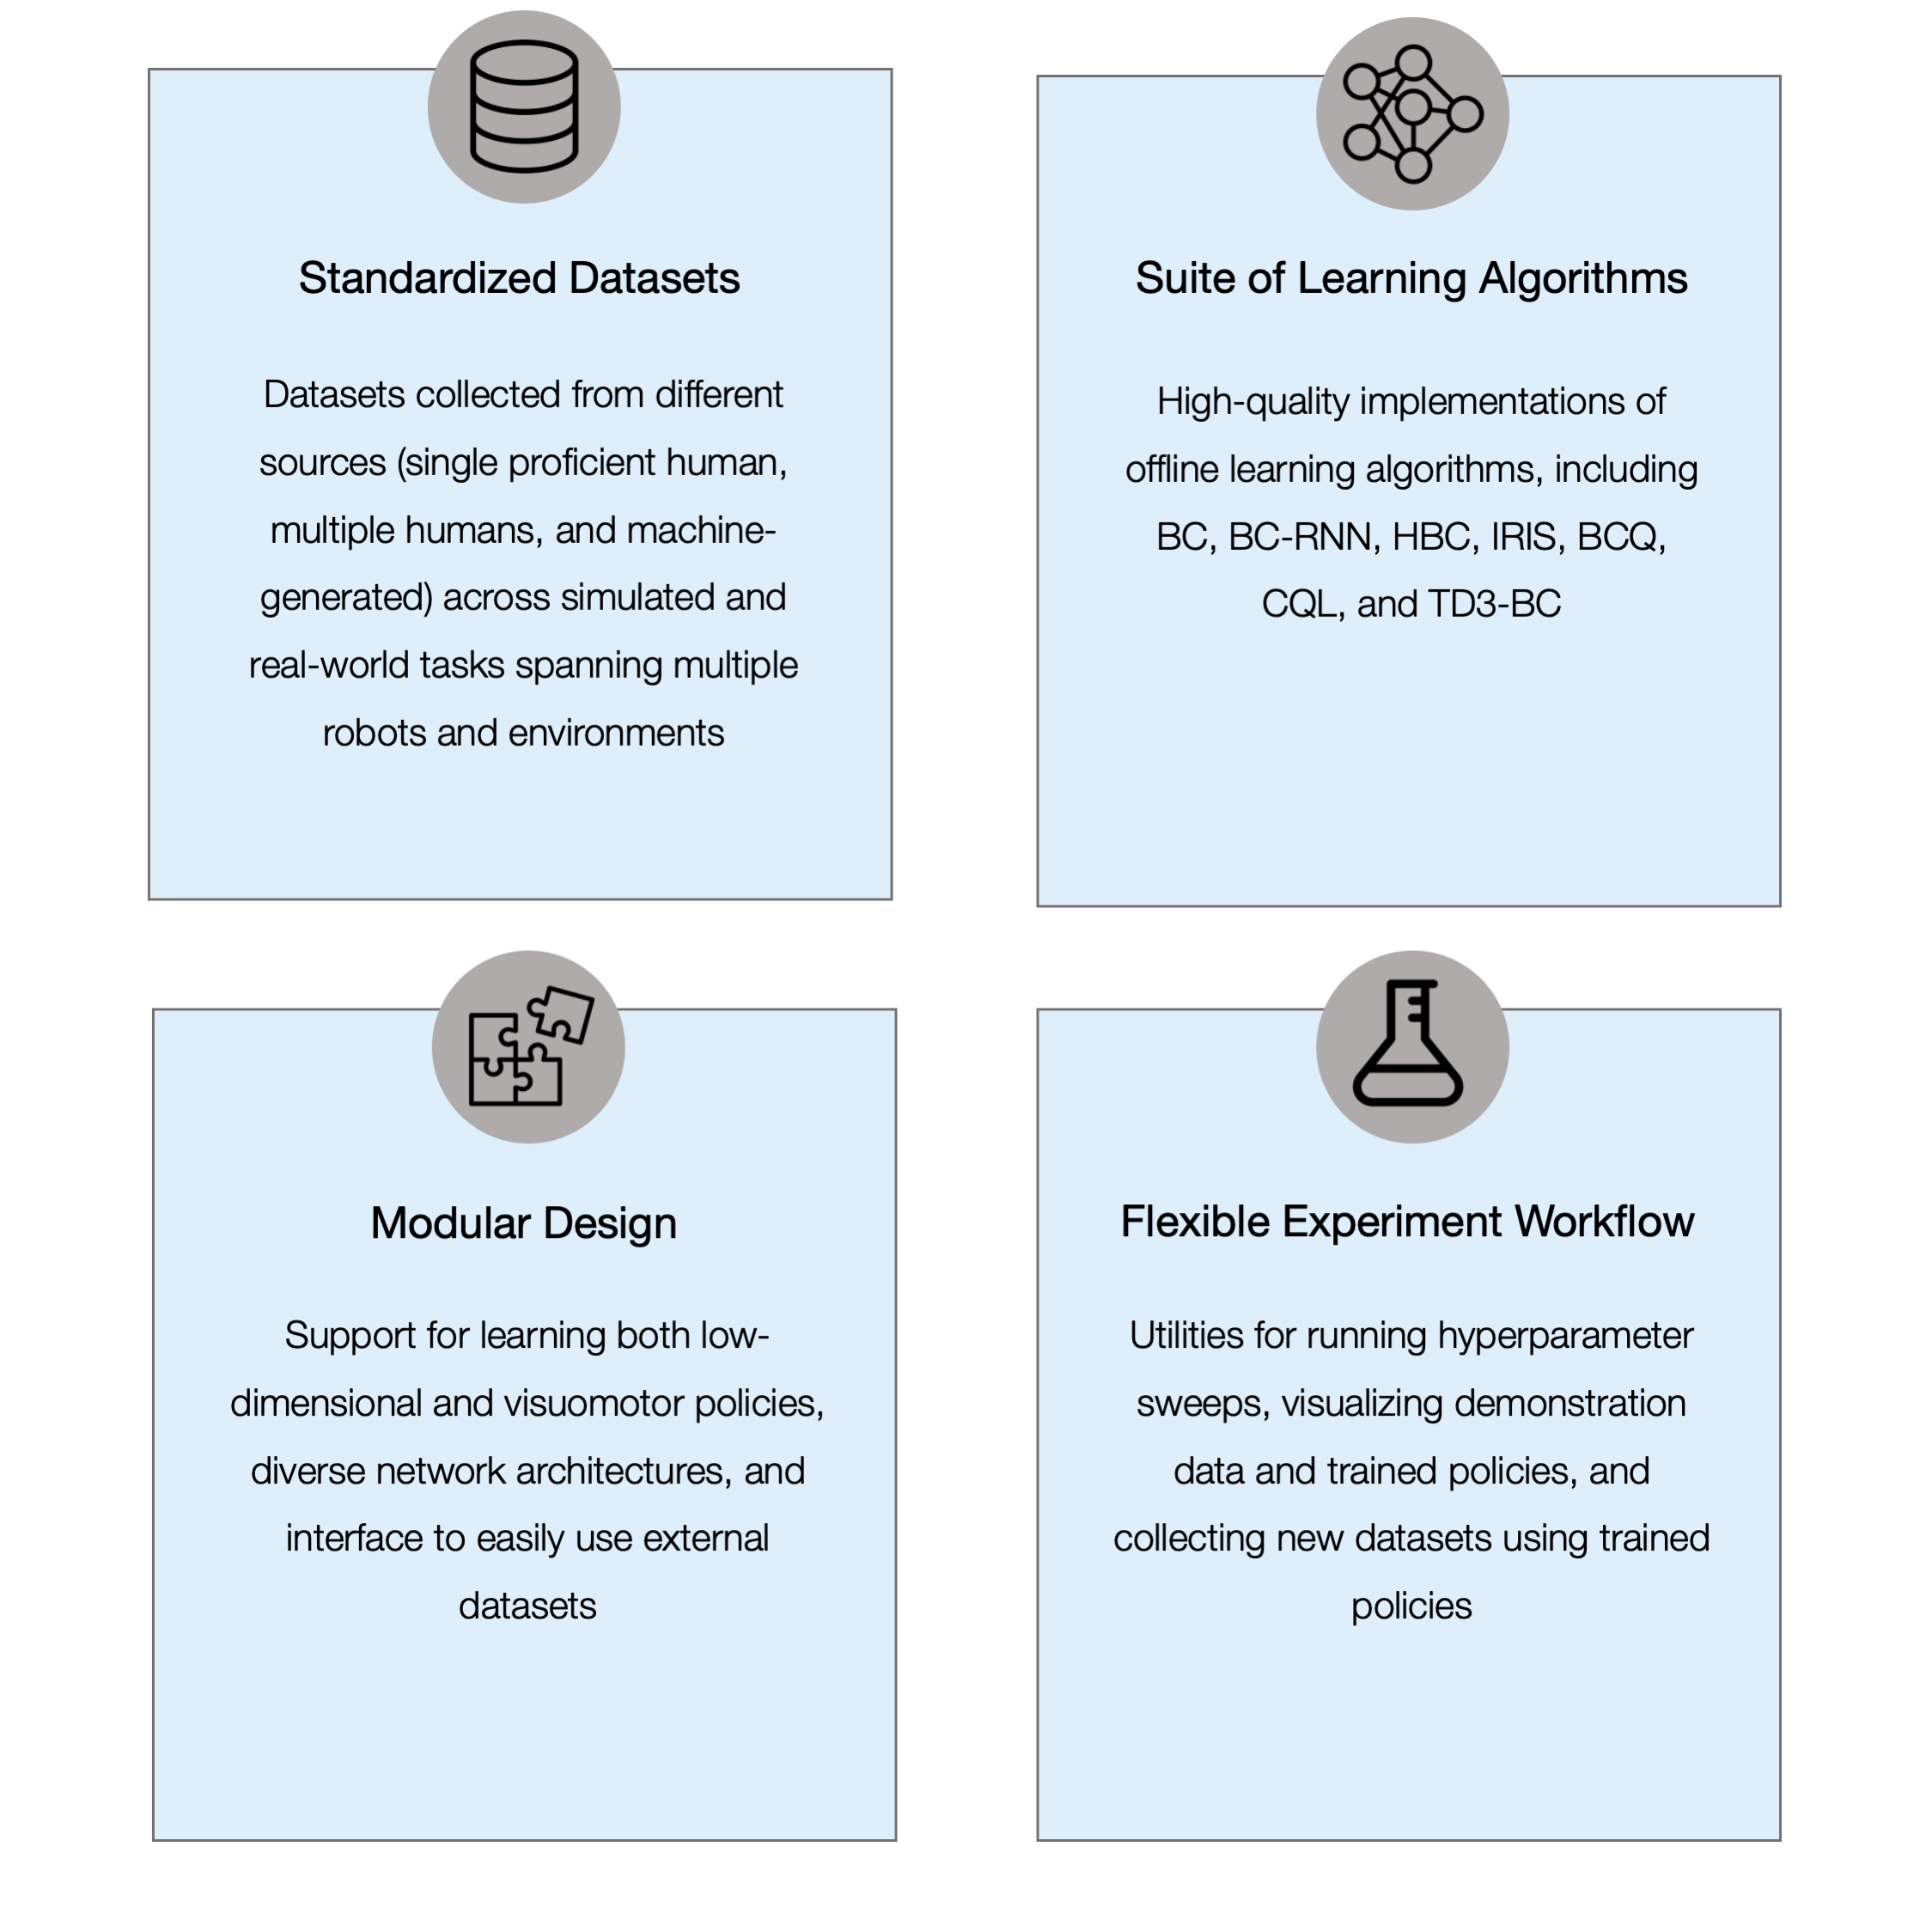 Standardized Datasets
Datasets collected from different
sources (single proficient human,
multiple humans, and machine-
generated) across simulated and
real-world tasks spanning multiple
robots and environments
Suite of Learning Algorithms
High-quality implementations of
offline learning algorithms, including
BC, BC-RNN, HBC, IRIS, BCQ,
CQL, and TD3-BC
Modular Design
Support for learning both low-
dimensional and visuomotor policies,
diverse network architectures, and
interface to easily use external
datasets
Flexible Experiment Workflow
Utilities for running hyperparameter
sweeps, visualizing demonstration
data and trained policies, and
collecting new datasets using trained
policies